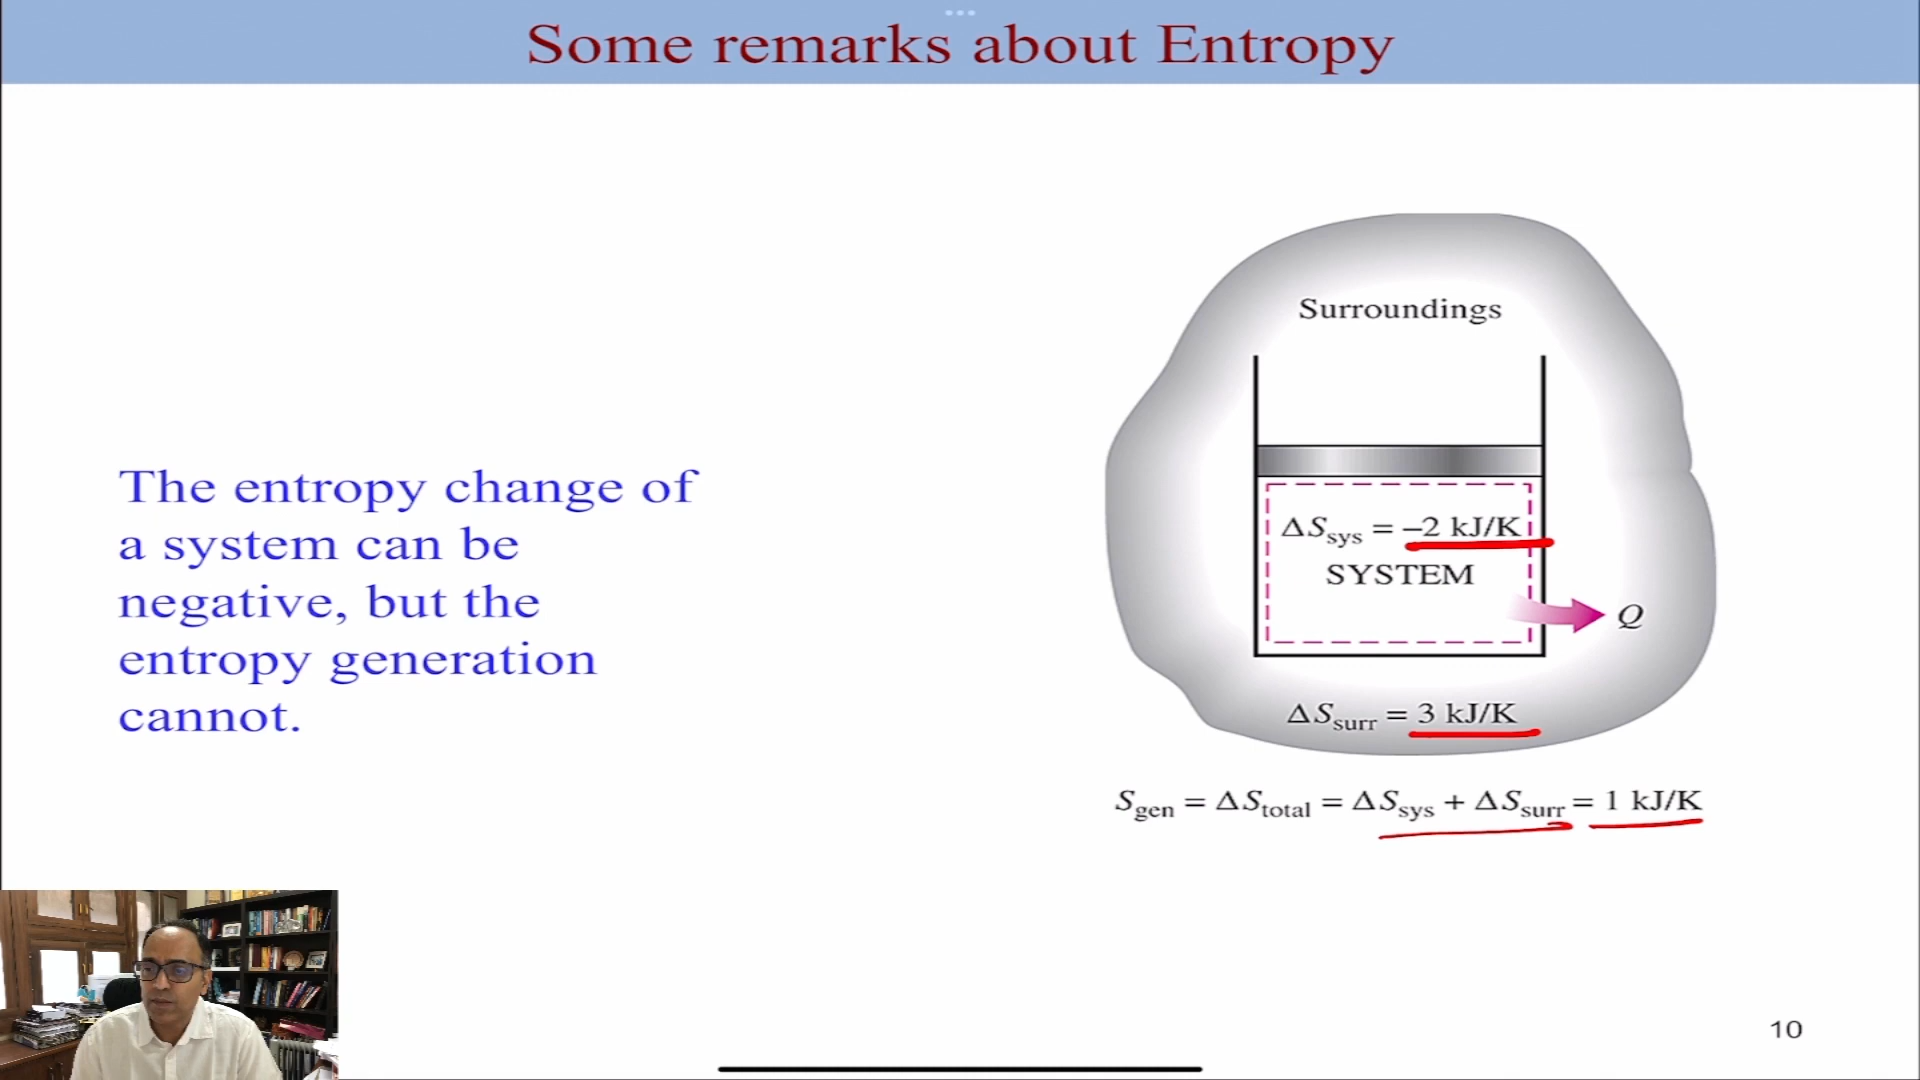 Some remarks about Entropy
The entropy change of
a system can be
negative, but the
entropy generation
cannot.
Surroundings
ΔSsys = –2 kJ/K
SYSTEM
Q
ΔSsurr = 3 kJ/K
Sgen = ΔStotal = ΔSsys + ΔSsurr = 1 kJ/K
10